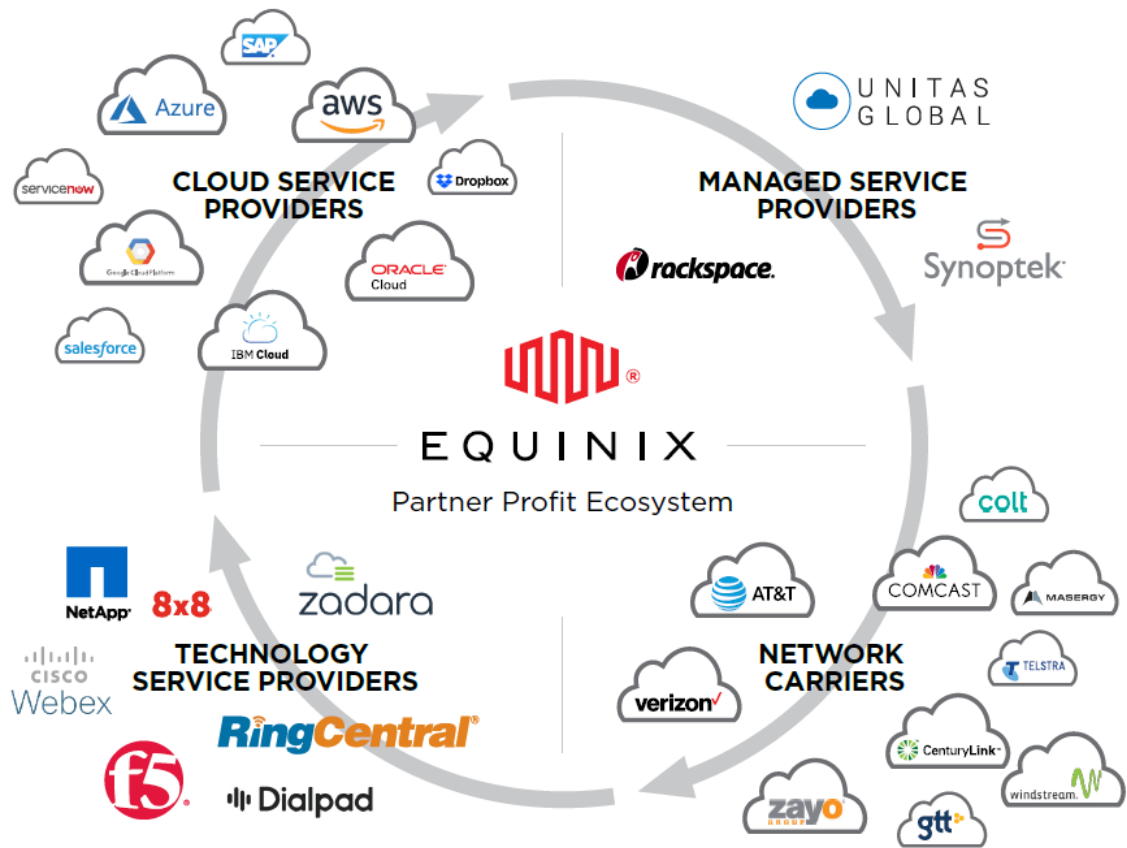 SAP
Azure
aws
servicenow
CLOUD SERVICE
PROVIDERS
Dropbox
Google Cloud Platform
ORACLE
Cloud
salesforce
IBM Cloud
UNITAS
GLOBAL
MANAGED SERVICE
PROVIDERS
rackspace.
Synoptek
®
EQUINIX
Partner Profit Ecosystem
NetApp
8x8
zadara
TECHNOLOGY
SERVICE PROVIDERS
CISCO
Webex
RingCentral®
f5
Dialpad
colt
AT&T
COMCAST
MASERGY
NETWORK
CARRIERS
TELSTRA
verizon
CenturyLink
windstream.
zayo
GROUP
gtt